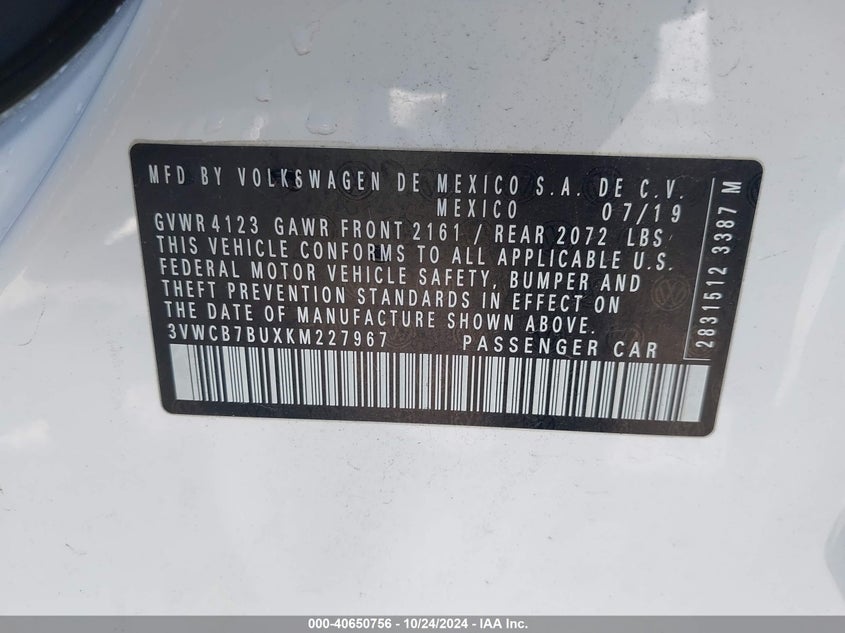 MFD BY VOLKSWAGEN DE MEXICO S.A. DE C.V.
MEXICO 07/19
GVWR 4123 GAWR FRONT 2161 / REAR 2072 LBS
THIS VEHICLE CONFORMS TO ALL APPLICABLE U.S.
FEDERAL MOTOR VEHICLE SAFETY, BUMPER AND
THEFT PREVENTION STANDARDS IN EFFECT ON
THE DATE OF MANUFACTURE SHOWN ABOVE.
3VWCB7BUXKM227967 PASSENGER CAR
2831512 3387 M
000-40650756 - 10/24/2024 - IAA Inc.